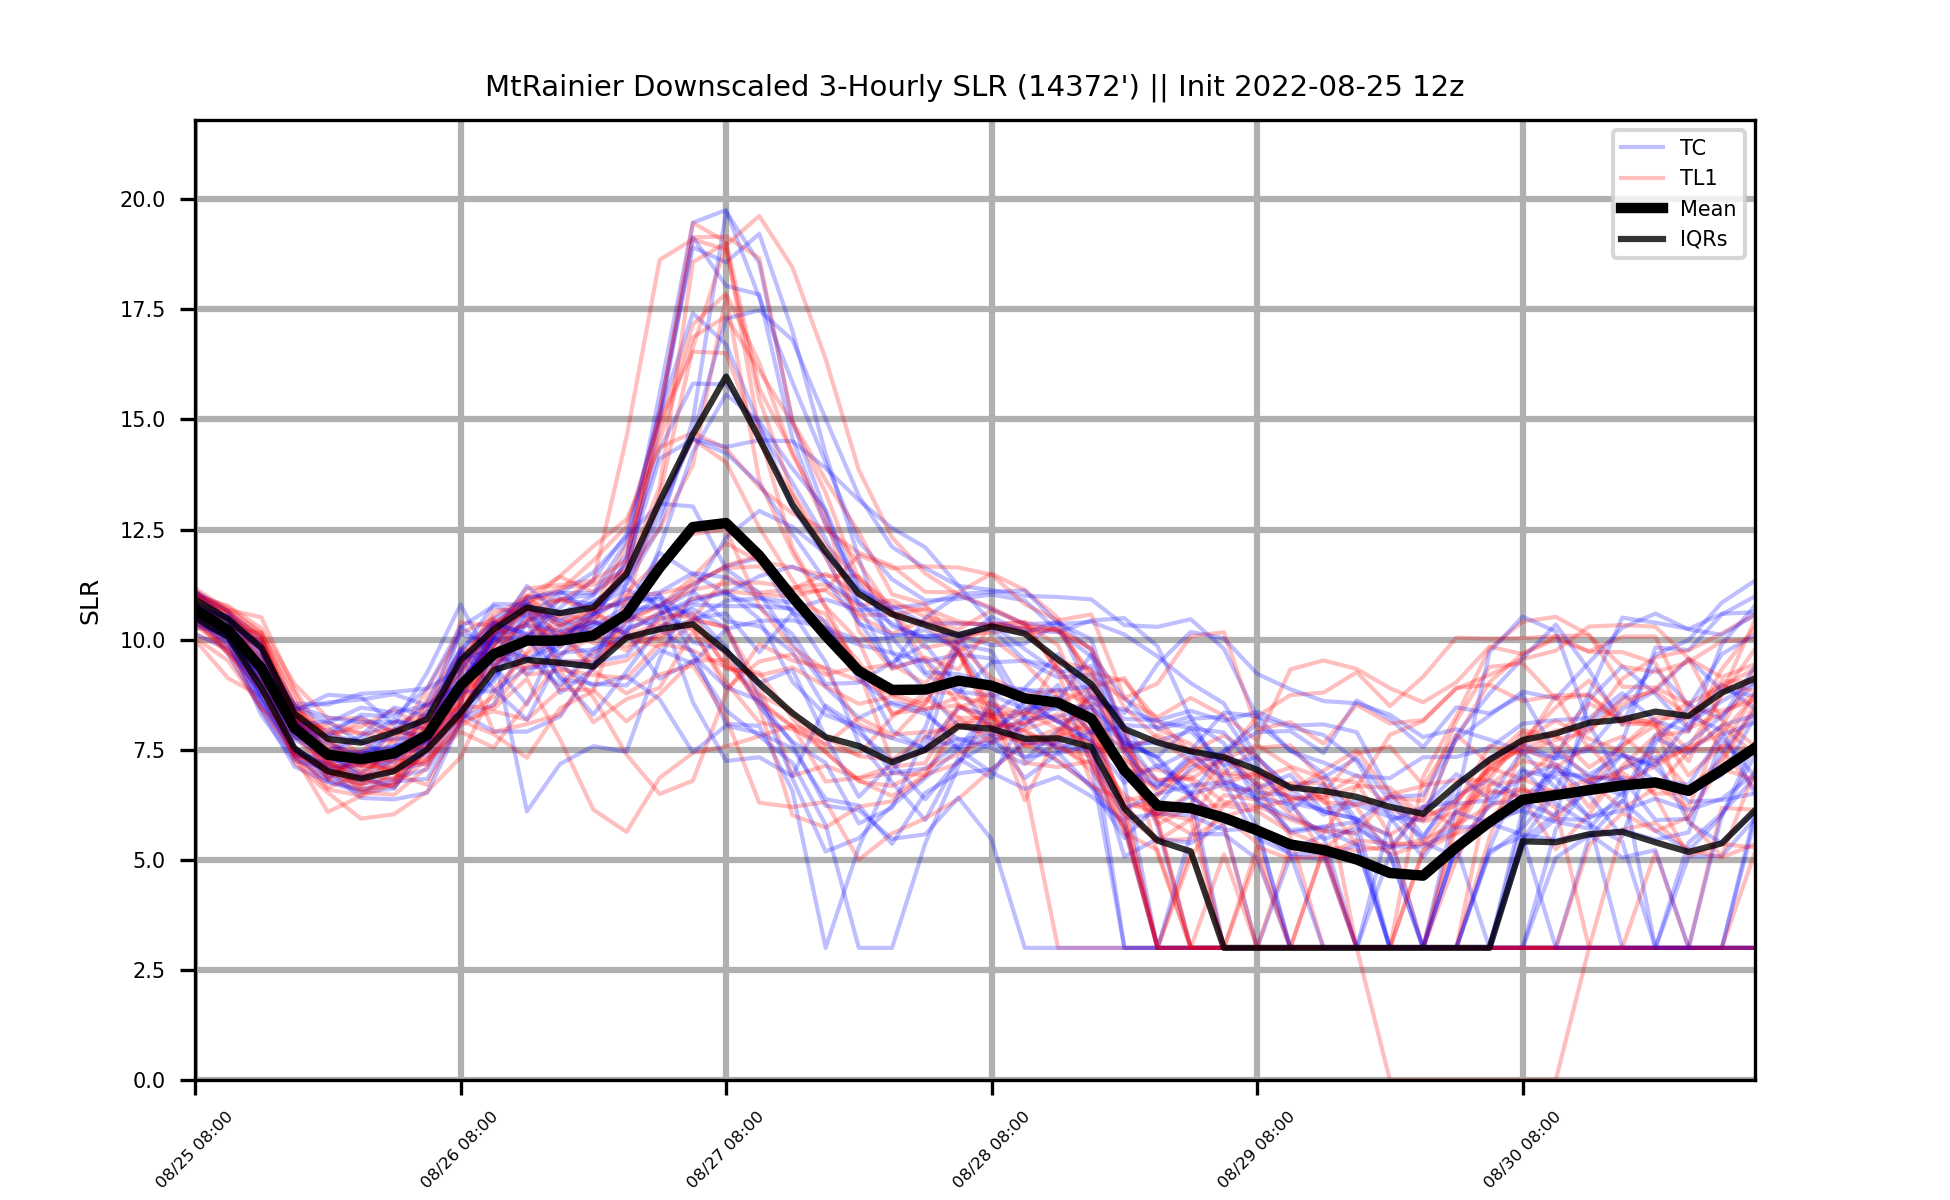 MtRainier Downscaled 3-Hourly SLR (14372') || Init 2022-08-25 12z
TC
TL1
Mean
IQRs
SLR
20.0
17.5
15.0
12.5
10.0
7.5
5.0
2.5
0.0
08/25 08:00
08/26 08:00
08/27 08:00
08/28 08:00
08/29 08:00
08/30 08:00